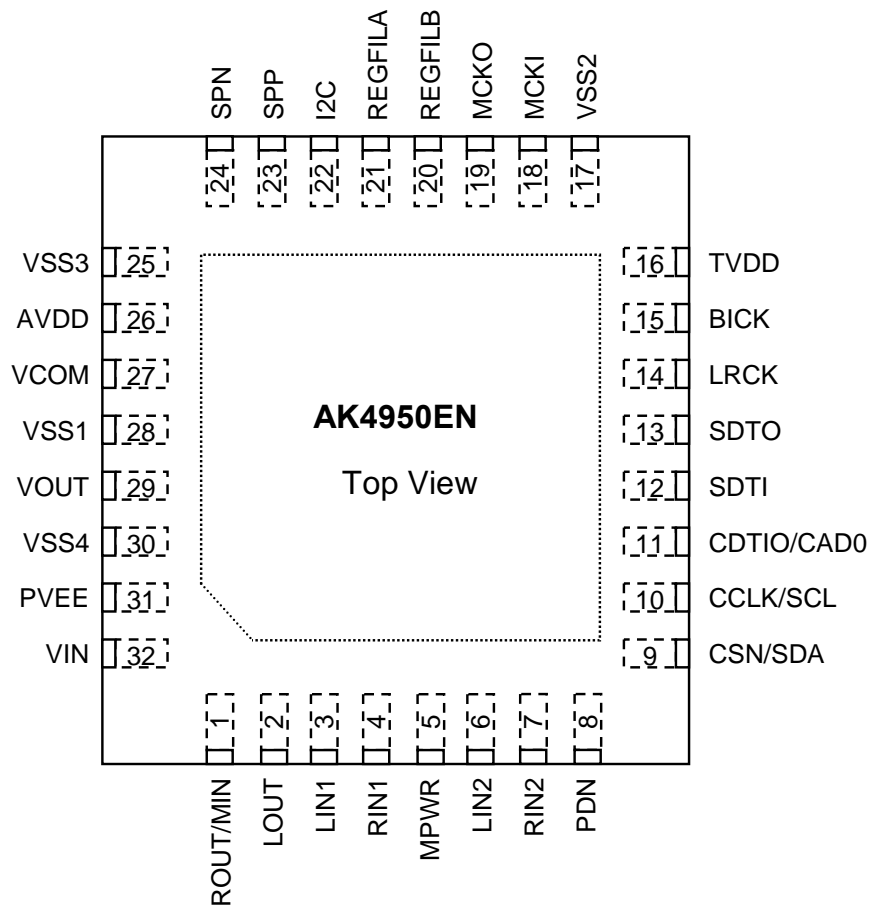 SPN
SPP
I2C
REGFILA
REGFILB
MCKO
MCKI
VSS2
24
23
22
21
20
19
18
17
VSS3 25
AVDD 26
VCOM 27
VSS1 28
VOUT 29
VSS4 30
PVEE 31
VIN 32
AK4950EN
Top View
16 TVDD
15 BICK
14 LRCK
13 SDTO
12 SDTI
11 CDTIO/CAD0
10 CCLK/SCL
9 CSN/SDA
1
2
3
4
5
6
7
8
ROUT/MIN
LOUT
LIN1
RIN1
MPWR
LIN2
RIN2
PDN